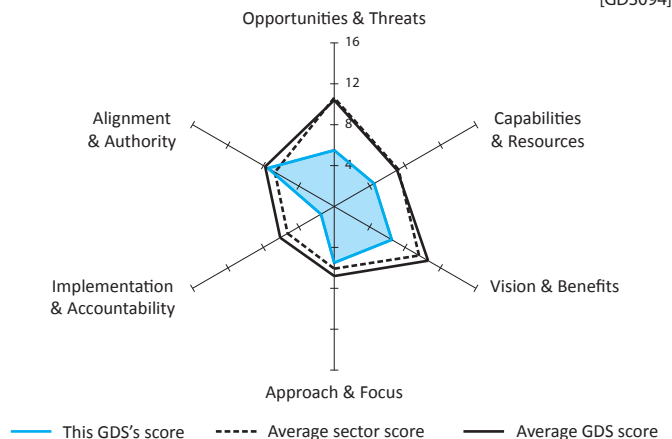 [GDS094]
Opportunities & Threats
16
12
8
4
Alignment
& Authority
Capabilities
& Resources
Implementation
& Accountability
Vision & Benefits
Approach & Focus
This GDS's score
Average sector score
Average GDS score